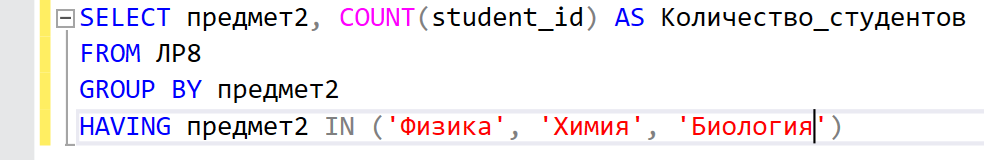 SELECT предмет2, COUNT(student_id) AS Количество_студентов
FROM ЛР8
GROUP BY предмет2
HAVING предмет2 IN ('Физика', 'Химия', 'Биология')